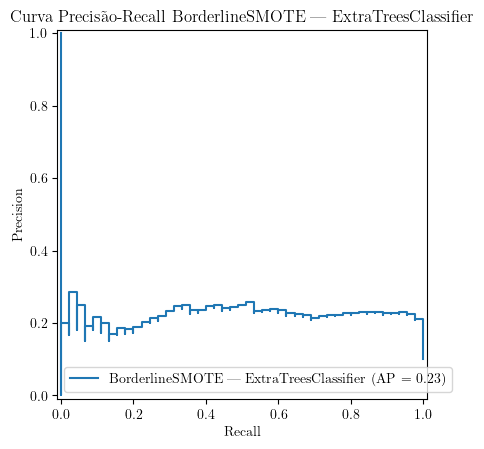 Curva Precisão-Recall BorderlineSMOTE — ExtraTreesClassifier
1.0
0.8
0.6
0.4
0.2
0.0
Precision
BorderlineSMOTE — ExtraTreesClassifier (AP = 0.23)
0.0 0.2 0.4 0.6 0.8 1.0
Recall